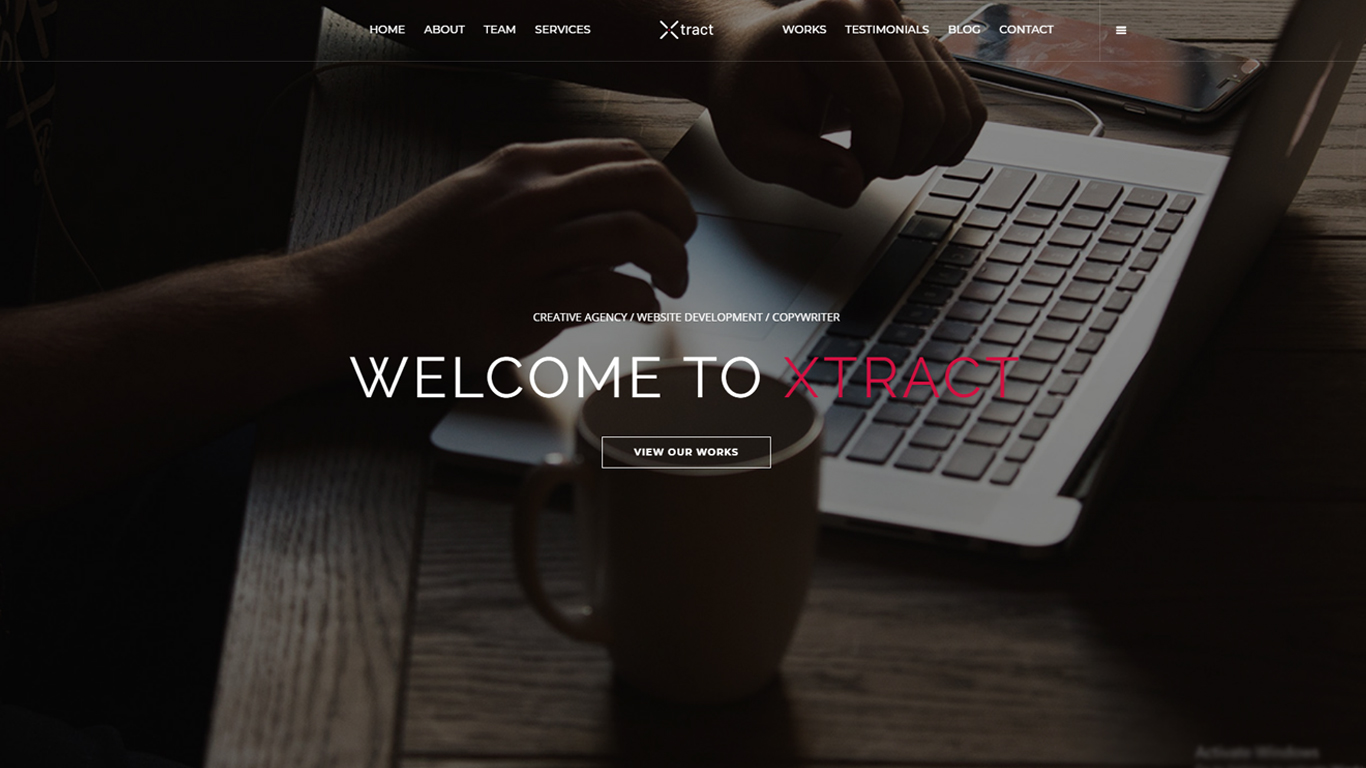 HOME ABOUT TEAM SERVICES Xtract WORKS TESTIMONIALS BLOG CONTACT
CREATIVE AGENCY / WEBSITE DEVELOPMENT / COPYWRITER
WELCOME TO XTRACT
VIEW OUR WORKS
Activate Windows